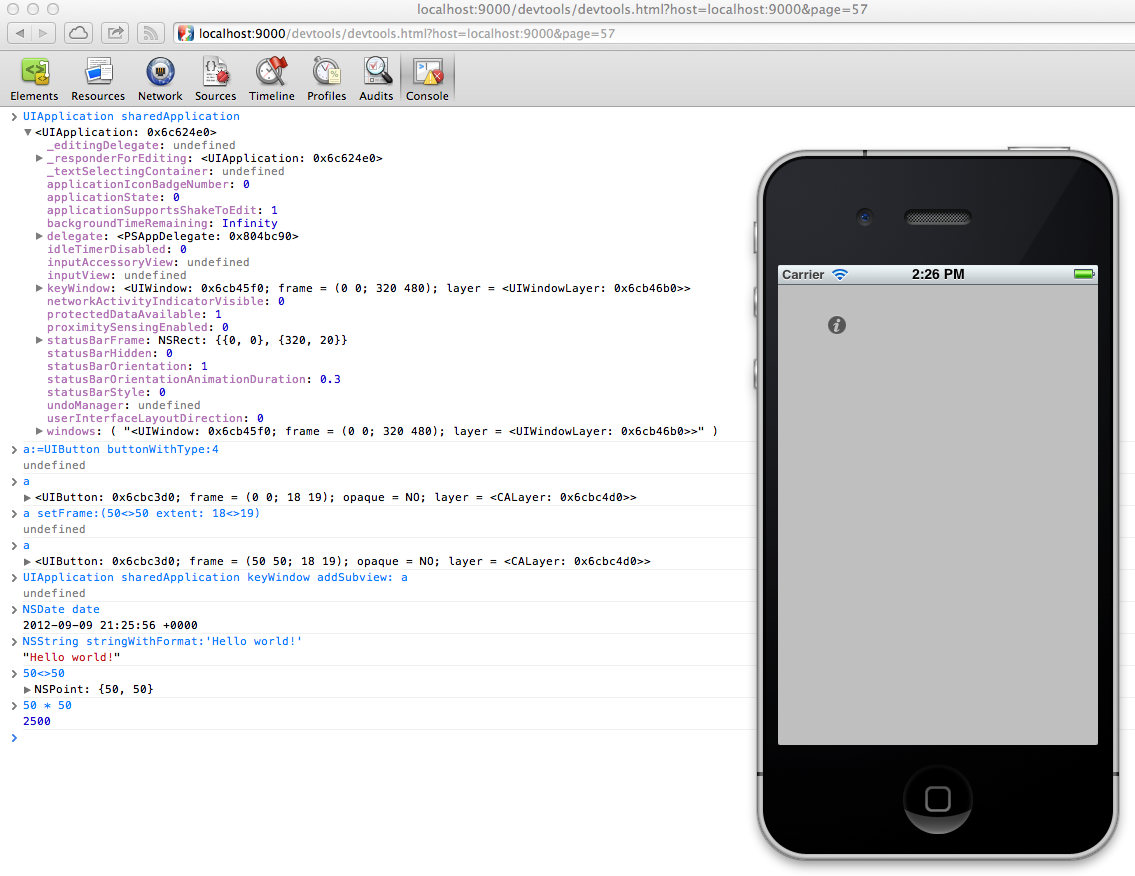 localhost:9000/devtools/devtools.html?host=localhost:9000&page=57
localhost:9000/devtools/devtools.html?host=localhost:9000&page=57
Elements Resources Network Sources Timeline Profiles Audits Console
UIApplication sharedApplication
<UIApplication: 0x6c624e0>
_editingDelegate: undefined
_responderForEditing: <UIApplication: 0x6c624e0>
_textSelectingContainer: undefined
applicationIconBadgeNumber: 0
applicationState: 0
applicationSupportsShakeToEdit: 1
backgroundTimeRemaining: Infinity
delegate: <PSAppDelegate: 0x804bc90>
idleTimerDisabled: 0
inputAccessoryView: undefined
inputView: undefined
keyWindow: <UIWindow: 0x6cb45f0; frame = (0 0; 320 480); layer = <UIWindowLayer: 0x6cb46b0>>
networkActivityIndicatorVisible: 0
protectedDataAvailable: 1
proximitySensingEnabled: 0
statusBarFrame: NSRect: {{0, 0}, {320, 20}}
statusBarHidden: 0
statusBarOrientation: 1
statusBarOrientationAnimationDuration: 0.3
statusBarStyle: 0
undoManager: undefined
userInterfaceLayoutDirection: 0
windows: ( "<UIWindow: 0x6cb45f0; frame = (0 0; 320 480); layer = <UIWindowLayer: 0x6cb46b0>>" )
a:=UIButton buttonWithType:4
undefined
a
<UIButton: 0x6cbc3d0; frame = (0 0; 18 19); opaque = NO; layer = <CALayer: 0x6cbc4d0>>
a setFrame:(50<>50 extent: 18<>19)
undefined
a
<UIButton: 0x6cbc3d0; frame = (50 50; 18 19); opaque = NO; layer = <CALayer: 0x6cbc4d0>>
UIApplication sharedApplication keyWindow addSubview: a
undefined
NSDate date
2012-09-09 21:25:56 +0000
NSString stringWithFormat:'Hello world!'
"Hello world!"
50<>50
NSPoint: {50, 50}
50 * 50
2500
Carrier 2:26 PM
i